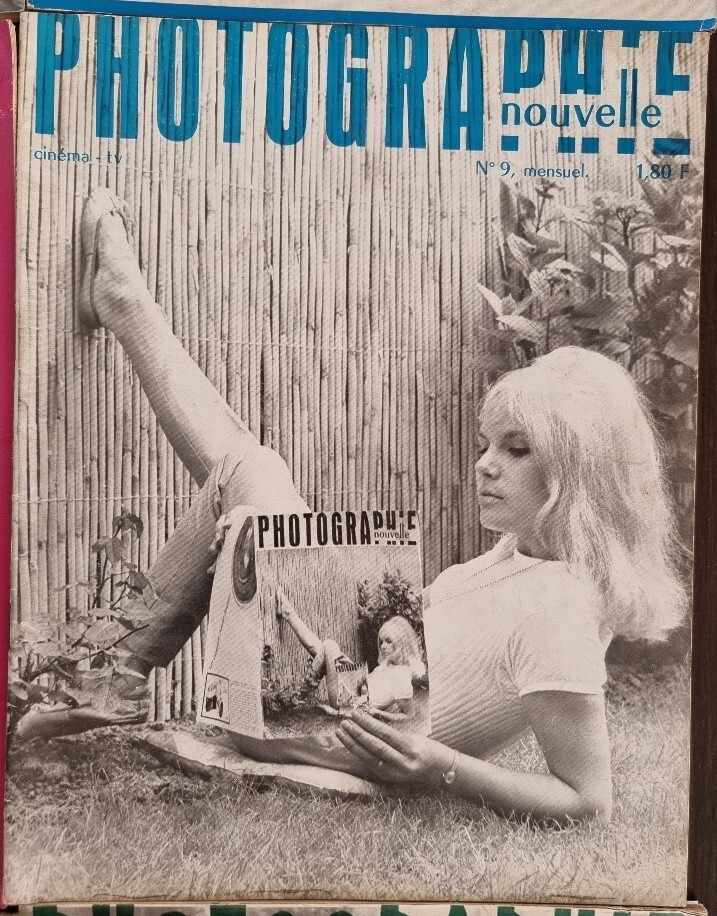 PHOTOGRAPHIE
nouvelle
cinéma - tv
N° 9, mensuel. 1,80 F
PHOTOGRAPHIE
nouvelle